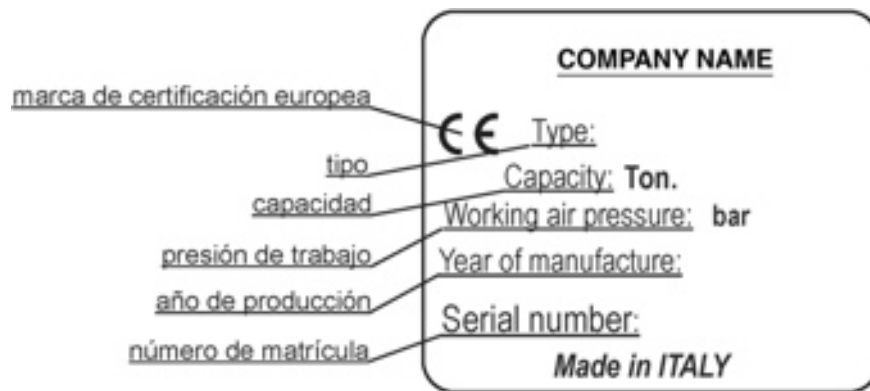 COMPANY NAME
marca de certificación europea
CE Type:
tipo
Capacity: Ton.
capacidad
Working air pressure: bar
presión de trabajo
Year of manufacture:
año de producción
Serial number:
número de matrícula
Made in ITALY